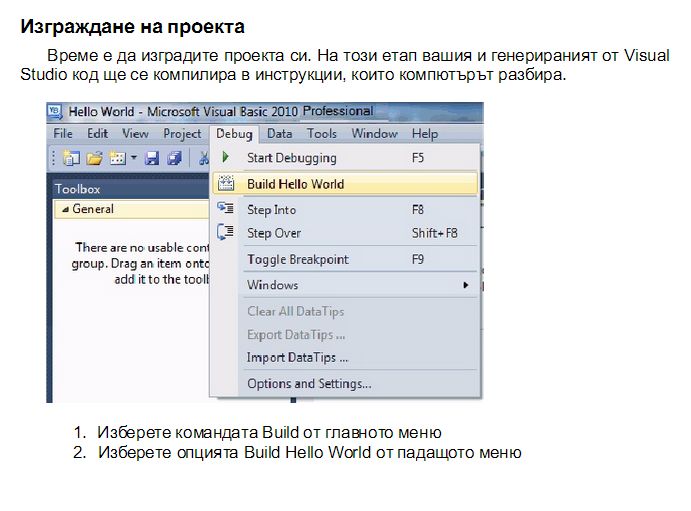 Изграждане на проекта
Време е да изградите проекта си. На този етап вашия и генерираният от Visual
Studio код ще се компилира в инструкции, които компютърът разбира.
Hello World - Microsoft Visual Basic 2010 Professional
File Edit View Project Debug Data Tools Window Help
Start Debugging F5
Toolbox
Build Hello World
General
Step Into F8
Step Over Shift+F8
There are no usable cont
group. Drag an item onto
add it to the toolb
Toggle Breakpoint F9
Windows
Clear All DataTips
Export DataTips ...
Import DataTips ...
Options and Settings...
1. Изберете командата Build от главното меню
2. Изберете опцията Build Hello World от падащото меню